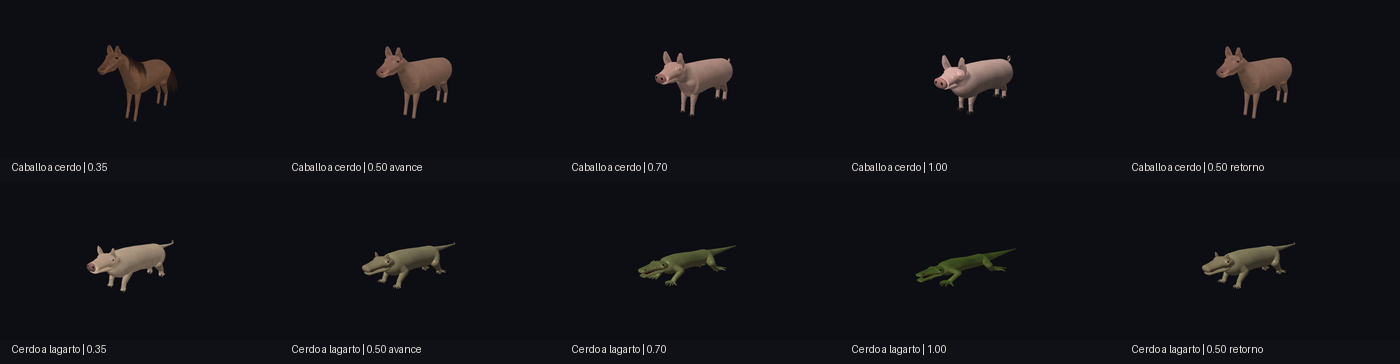 Caballo a cerdo | 0.35
Caballo a cerdo | 0.50 avance
Caballo a cerdo | 0.70
Caballo a cerdo | 1.00
Caballo a cerdo | 0.50 retorno
Cerdo a lagarto | 0.35
Cerdo a lagarto | 0.50 avance
Cerdo a lagarto | 0.70
Cerdo a lagarto | 1.00
Cerdo a lagarto | 0.50 retorno